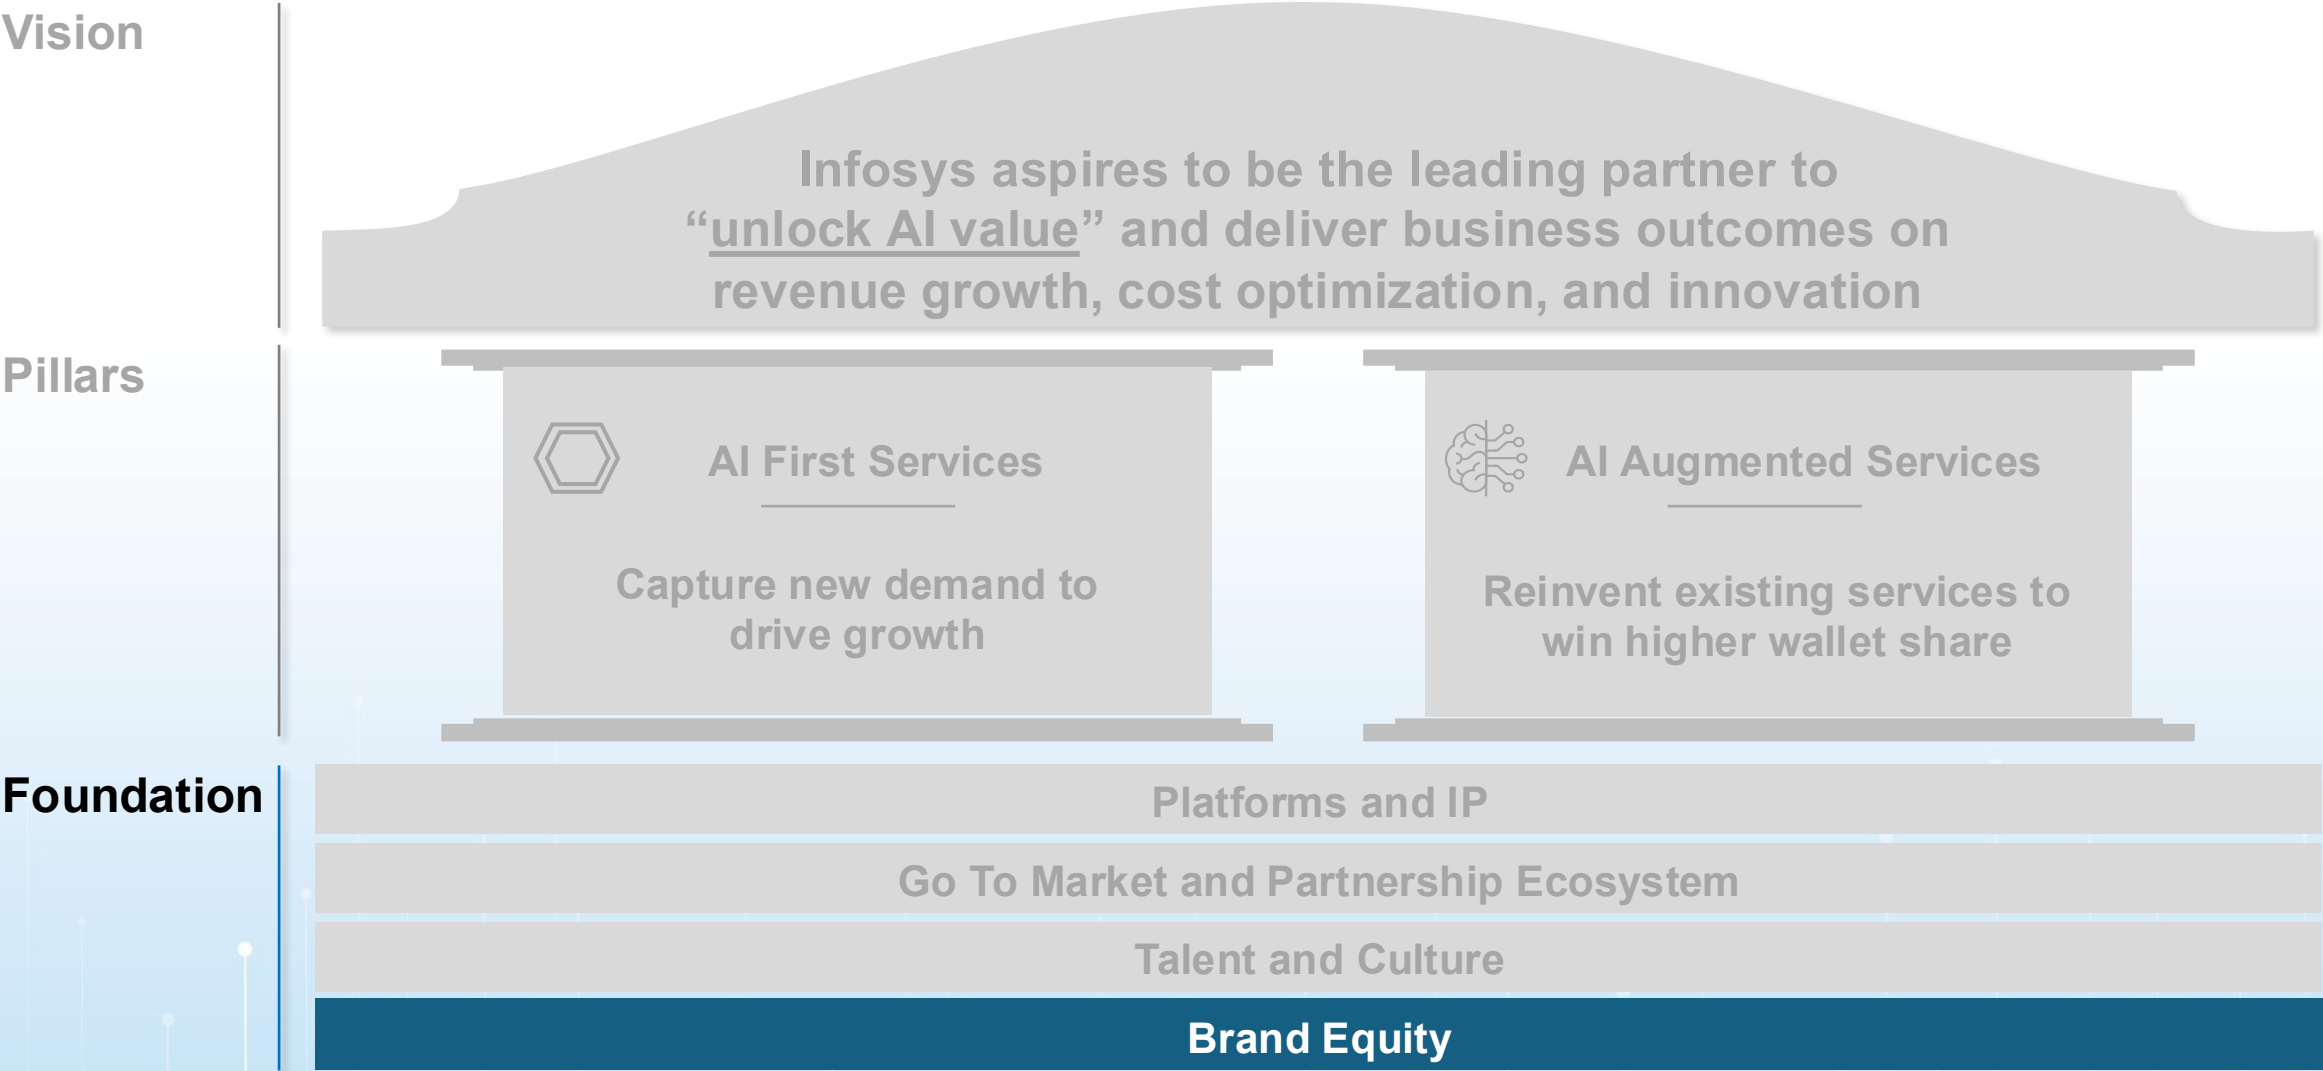 Vision
Infosys aspires to be the leading partner to
“unlock AI value” and deliver business outcomes on
revenue growth, cost optimization, and innovation
Pillars
AI First Services
Capture new demand to
drive growth
AI Augmented Services
Reinvent existing services to
win higher wallet share
Foundation
Platforms and IP
Go To Market and Partnership Ecosystem
Talent and Culture
Brand Equity